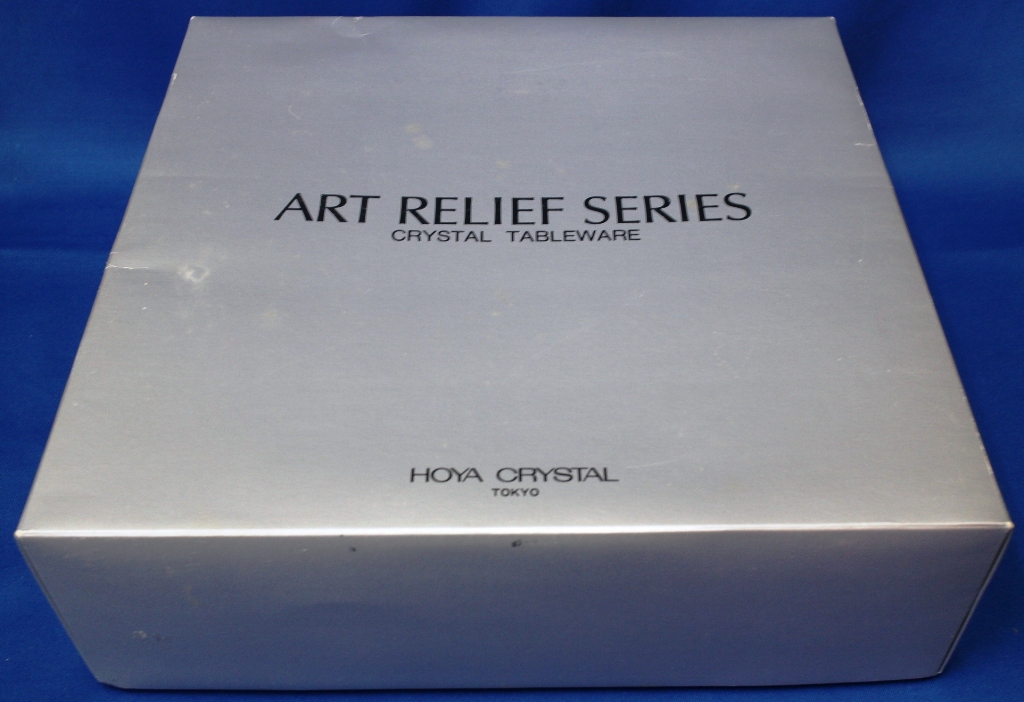 ART RELIEF SERIES
CRYSTAL TABLEWARE
HOYA CRYSTAL
TOKYO